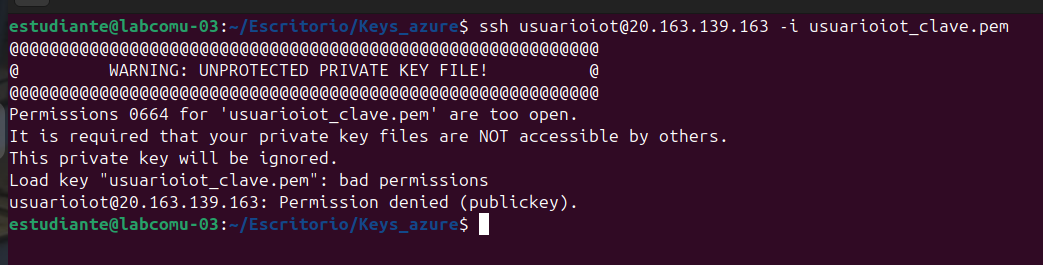 estudiante@labcomu-03:~/Escritorio/Keys_azure$ ssh usuarioiot@20.163.139.163 -i usuarioiot_clave.pem
@@@@@@@@@@@@@@@@@@@@@@@@@@@@@@@@@@@@@@@@@@@@@@@@@@@@@@@@@@@
@         WARNING: UNPROTECTED PRIVATE KEY FILE!          @
@@@@@@@@@@@@@@@@@@@@@@@@@@@@@@@@@@@@@@@@@@@@@@@@@@@@@@@@@@@
Permissions 0664 for 'usuarioiot_clave.pem' are too open.
It is required that your private key files are NOT accessible by others.
This private key will be ignored.
Load key "usuarioiot_clave.pem": bad permissions
usuarioiot@20.163.139.163: Permission denied (publickey).
estudiante@labcomu-03:~/Escritorio/Keys_azure$